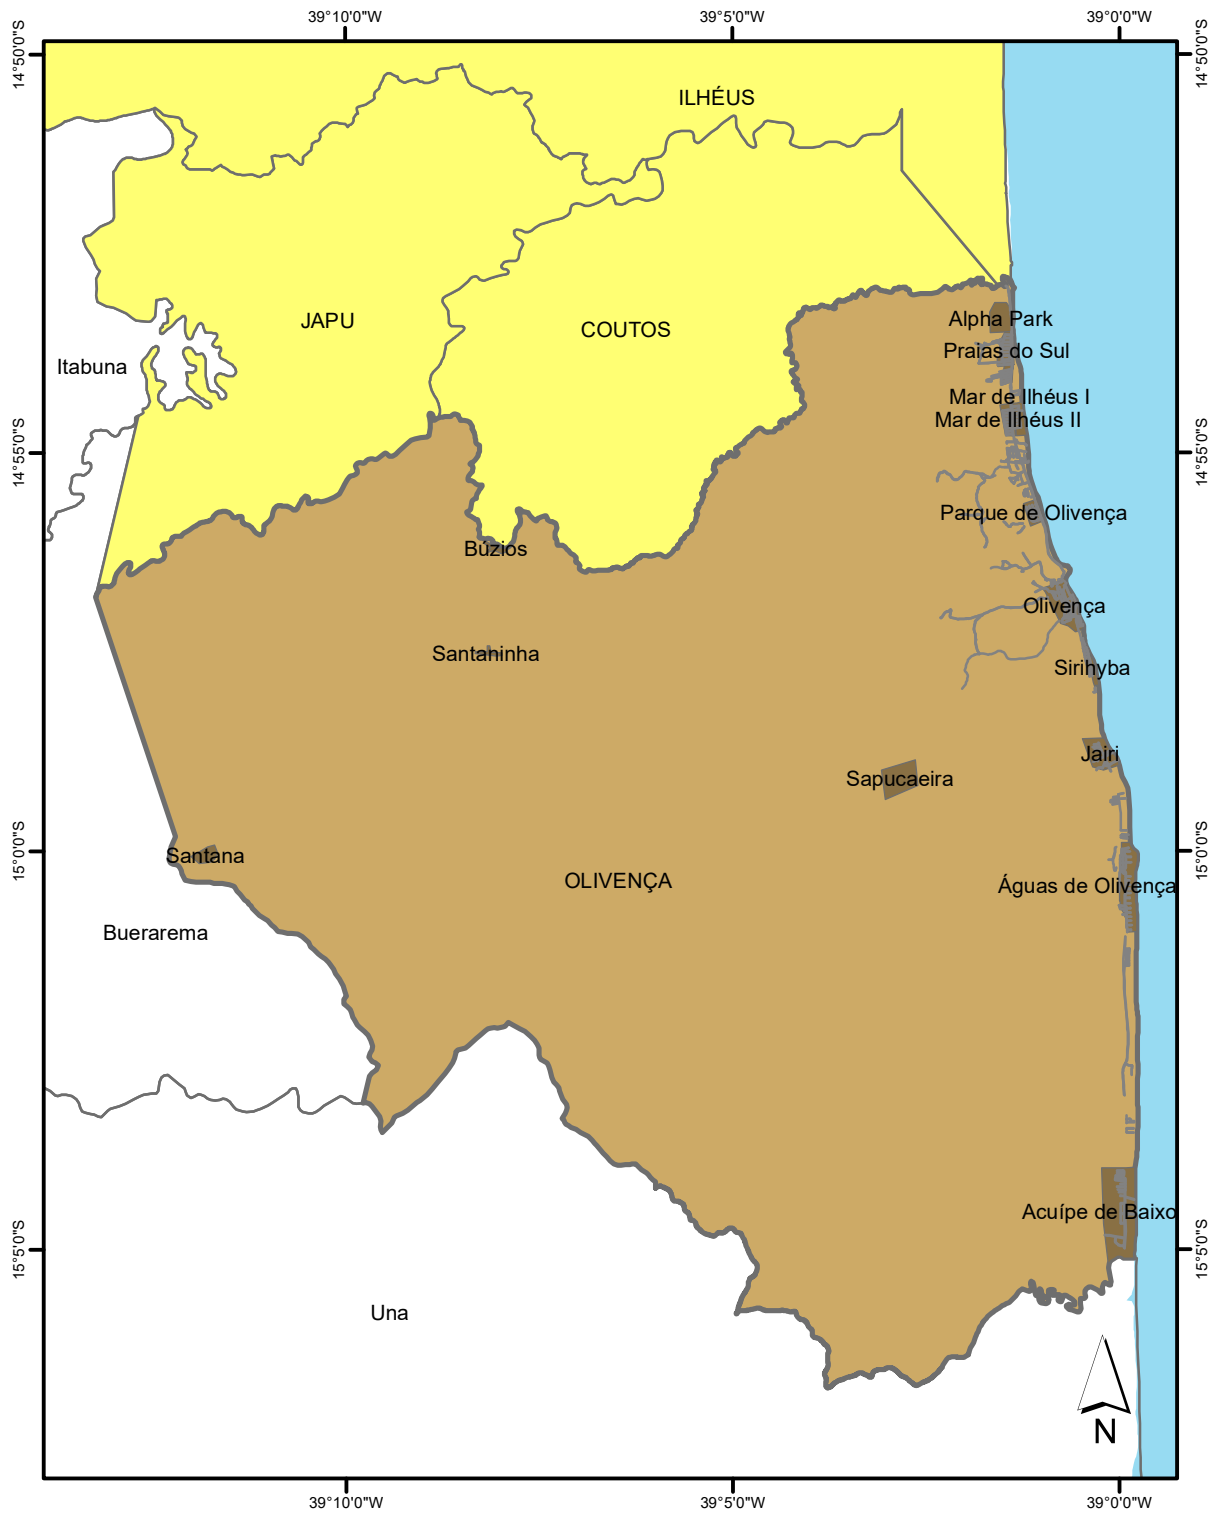 39°10'0"W
39°5'0"W
39°0'0"W
14°50'0"S
14°50'0"S
ILHÉUS
JAPU
COUTOS
Alpha Park
Praias do Sul
Itabuna
Mar de Ilhéus I
Mar de Ilhéus II
14°55'0"S
14°55'0"S
Parque de Olivença
Búzios
Olivença
Santaninha
Sirihyba
Jairi
Sapucaeira
15°0'0"S
15°0'0"S
Santana
OLIVENÇA
Águas de Olivença
Buerarema
Acuípe de Baixo
15°5'0"S
15°5'0"S
Una
N
39°10'0"W
39°5'0"W
39°0'0"W